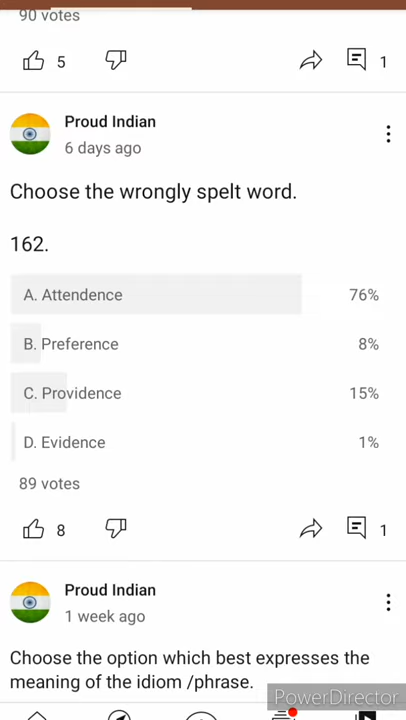 90 votes
5
1
Proud Indian
6 days ago
Choose the wrongly spelt word.
162.
A. Attendence 76%
B. Preference 8%
C. Providence 15%
D. Evidence 1%
89 votes
8
1
Proud Indian
1 week ago
Choose the option which best expresses the
meaning of the idiom /phrase.
PowerDirector